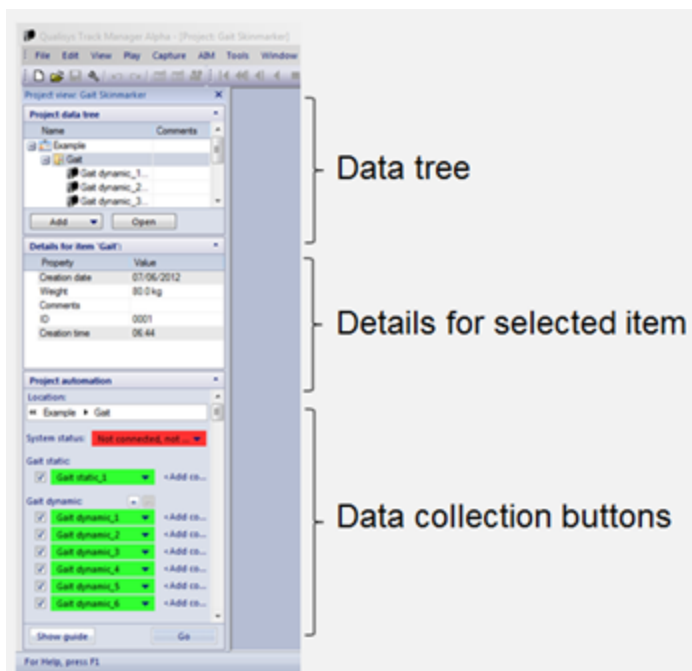 Qualisys Track Manager Alpha - [Project: Gait Skinmarker]
File Edit View Play Capture AIM Tools Window
Project view: Gait Skinmarker
Project data tree
Name Comments
Example
Gait
Gait dynamic_1...
Gait dynamic_2...
Gait dynamic_3...
Add Open
Data tree
Details for item 'Gait':
Property Value
Creation date 07/06/2012
Weight 80.0 kg
Comments
ID 0001
Creation time 06:44
Details for selected item
Project automation
Location:
Example Gait
System status: Not connected, not ...
Gait static:
Gait static_1 <Add co...
Gait dynamic:
Gait dynamic_1 <Add co...
Gait dynamic_2 <Add co...
Gait dynamic_3 <Add co...
Gait dynamic_4 <Add co...
Gait dynamic_5 <Add co...
Gait dynamic_6 <Add co...
Data collection buttons
Show guide Go
For Help, press F1